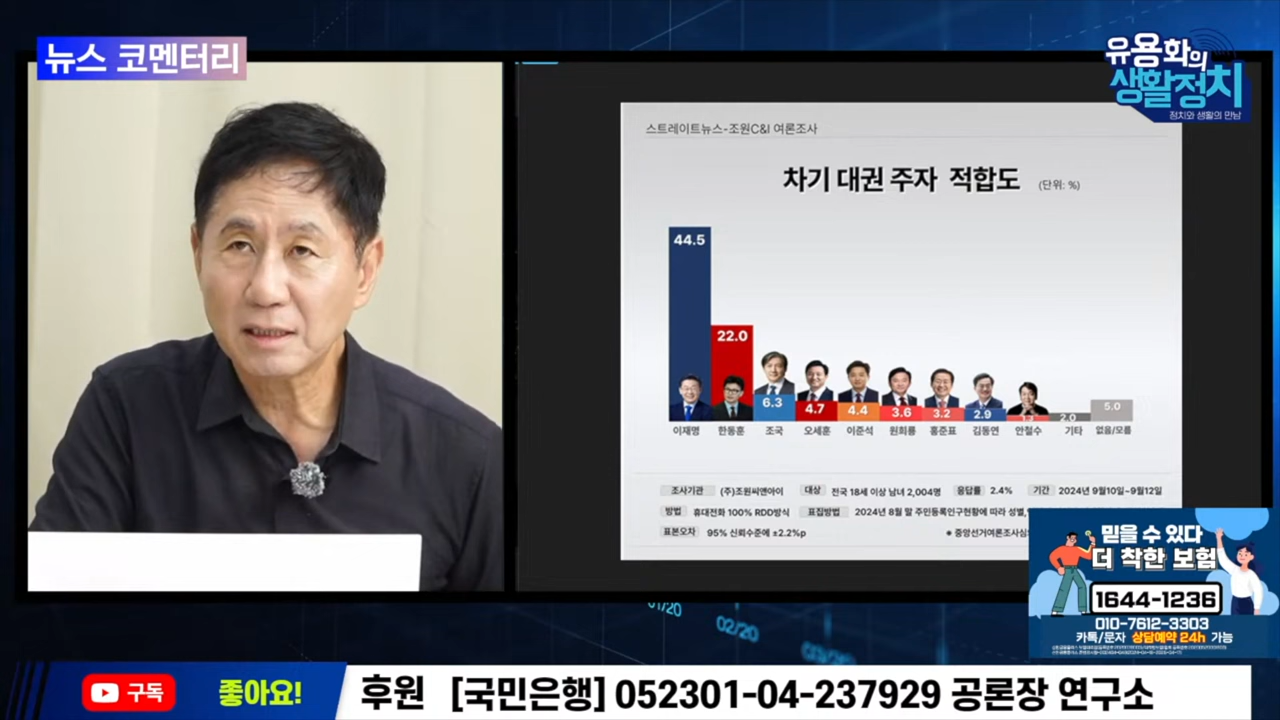 뉴스 코멘터리
유용화의
생활정치
정치와 생활의 만남
스트레이트뉴스-조원C&I 여론조사
차기 대권 주자 적합도 (단위: %)
44.5
22.0
6.3
4.7
4.4
3.6
3.2
2.9
1.3
2.0
5.0
이재명 한동훈 조국 오세훈 이준석 원희룡 홍준표 김동연 안철수 기타 없음/모름
조사기관 (주)조원씨앤아이 대상 전국 18세 이상 남녀 2,004명 응답률 2.4% 기간 2024년 9월10일~9월12일
방법 휴대전화 100% RDD방식 표집방법 2024년 8월 말 주민등록인구현황에 따라 성별,
표본오차 95% 신뢰수준에 ±2.2%p ※ 중앙선거여론조사심
믿을 수 있다
더 착한 보험
1644-1236
010-7612-3303
카톡/문자 상담예약 24h 가능
01/20
02/20
구독
좋아요!
후원 [국민은행] 052301-04-237929 공론장 연구소